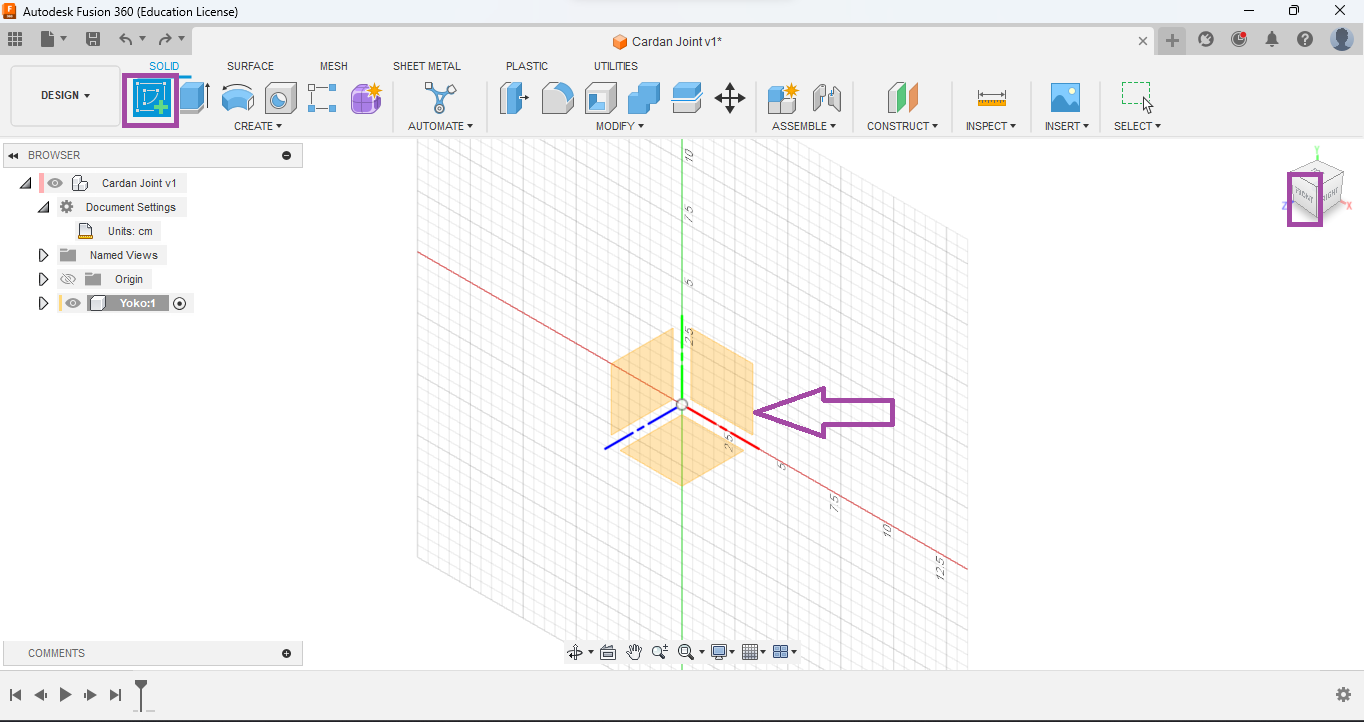 Autodesk Fusion 360 (Education License)
Cardan Joint v1*
SOLID SURFACE MESH SHEET METAL PLASTIC UTILITIES
DESIGN
CREATE AUTOMATE MODIFY ASSEMBLE CONSTRUCT INSPECT INSERT SELECT
BROWSER
Cardan Joint v1
Document Settings
Units: cm
Named Views
Origin
Yoko:1
10
7.5
5
2.5
2.5
5
7.5
10
12.5
Y
FRONT RIGHT
Z X
COMMENTS